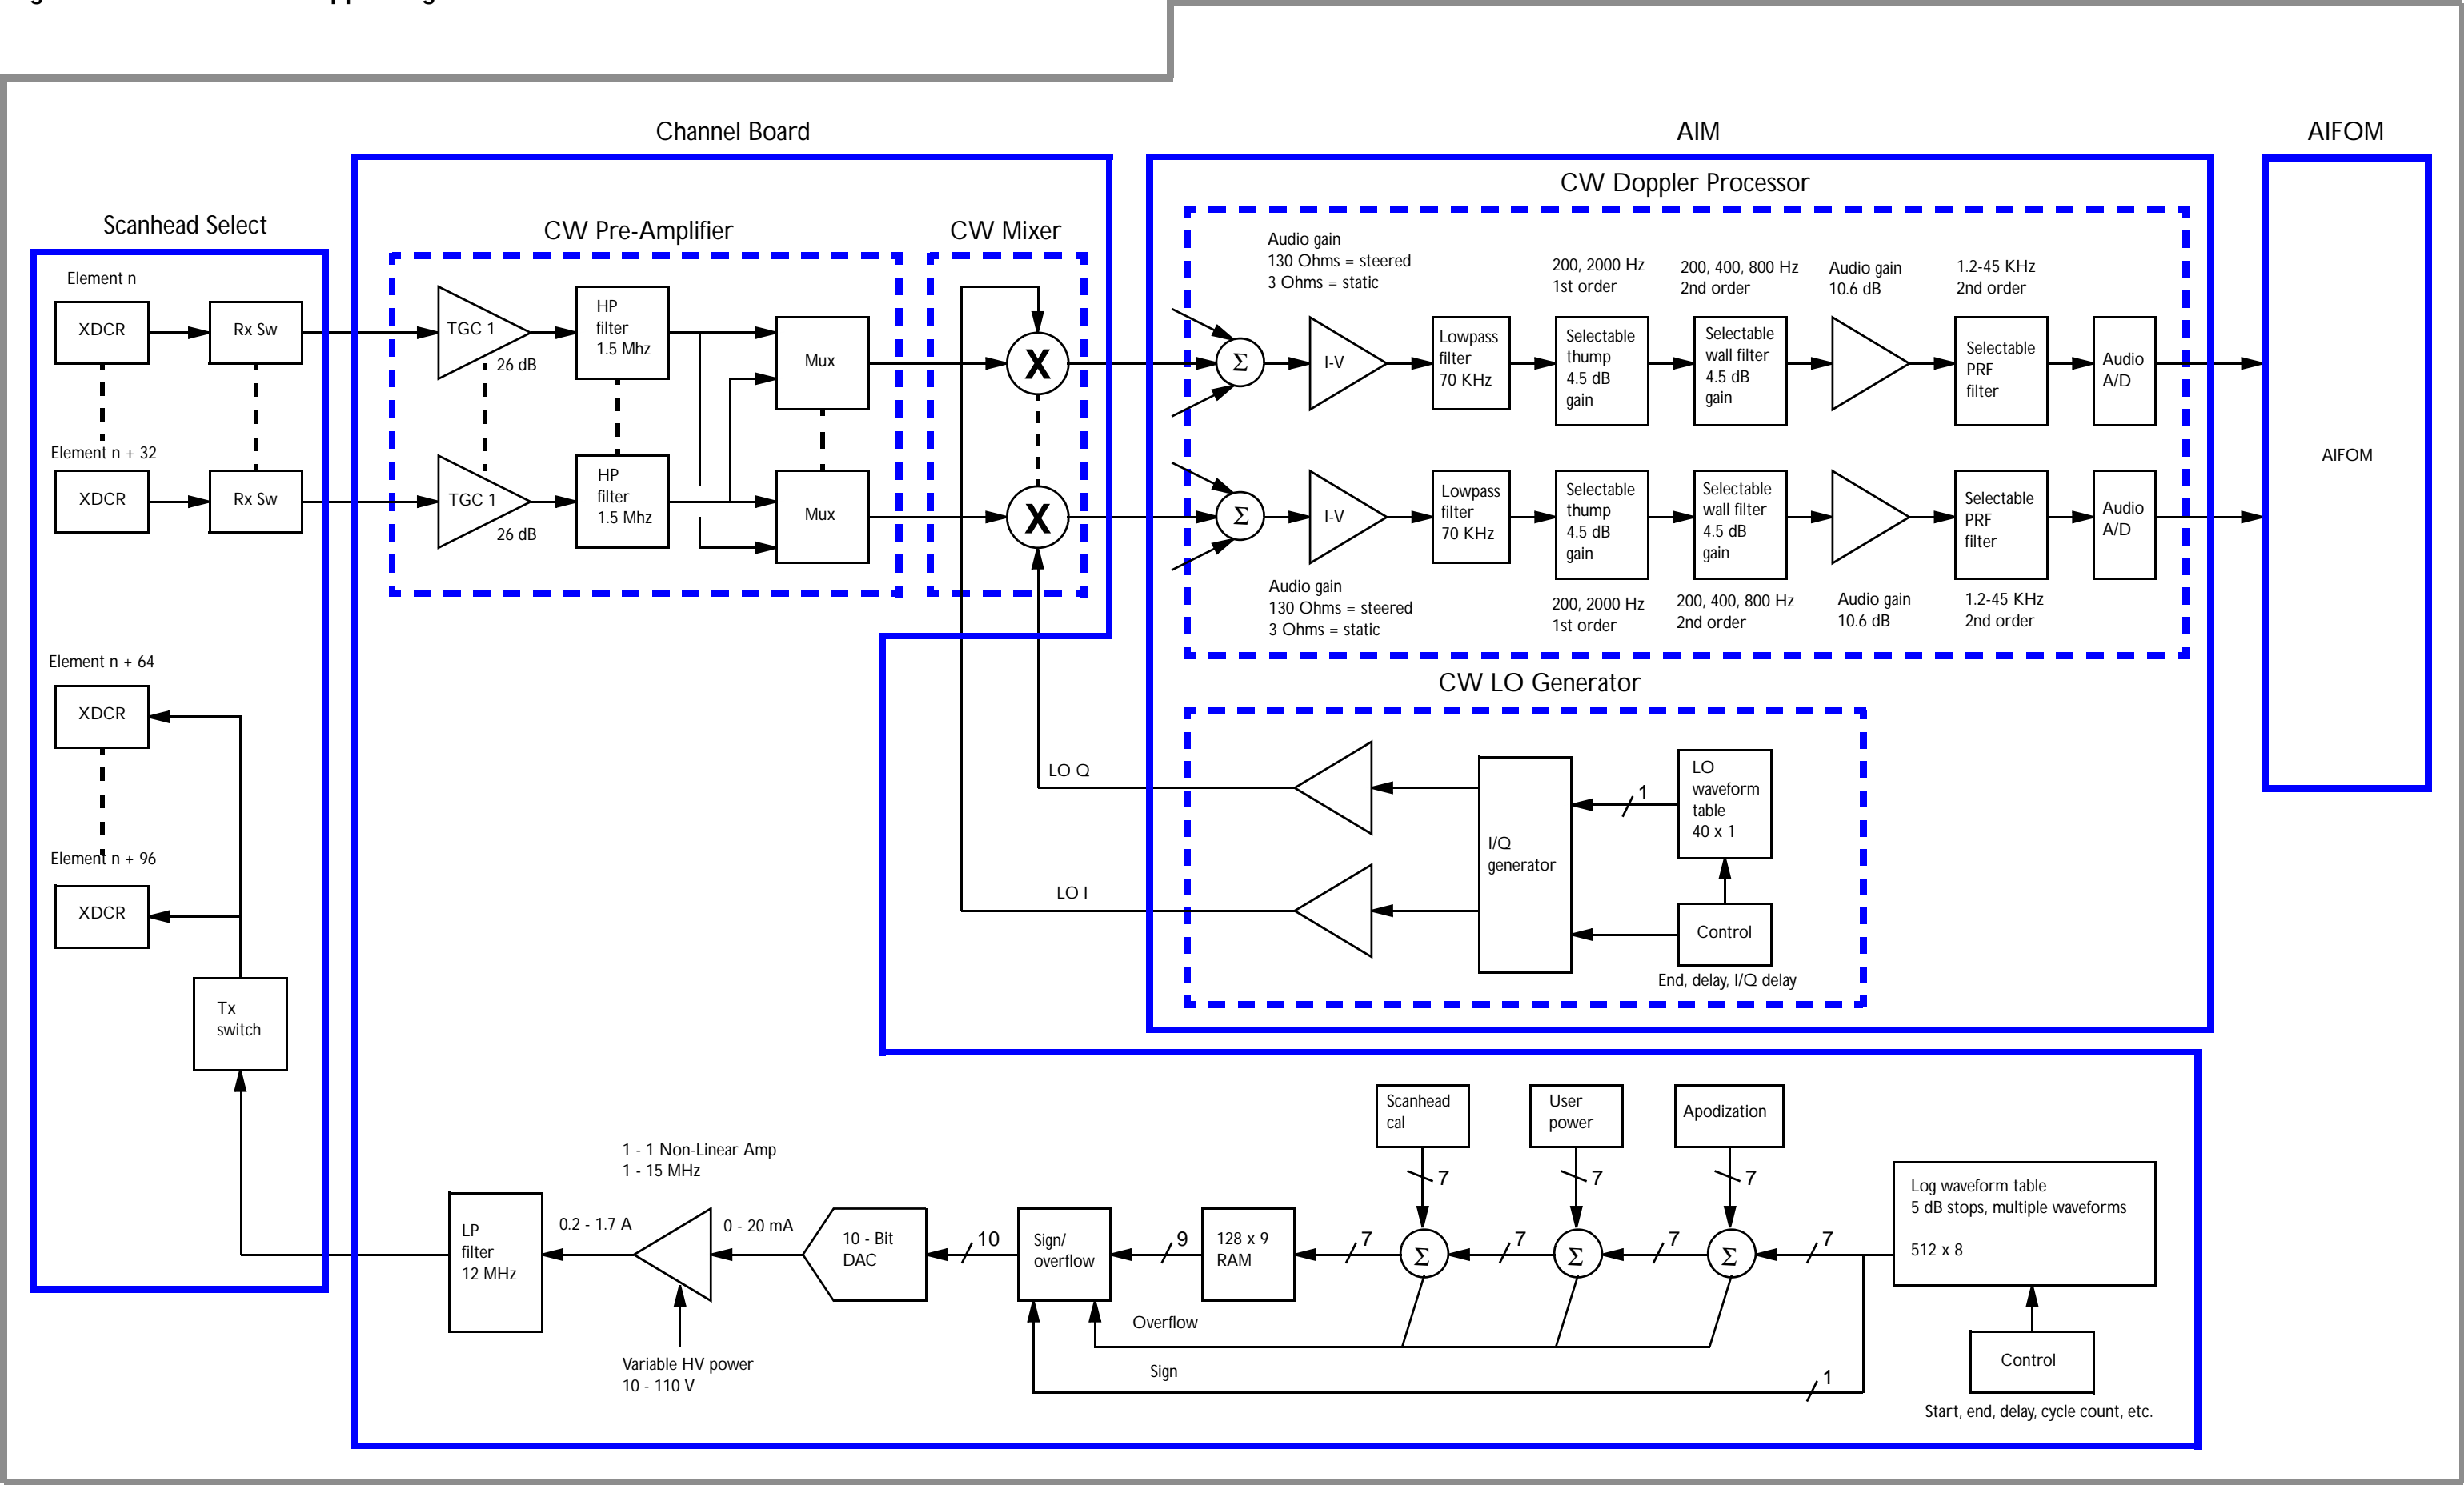 Channel Board
AIM
AIFOM
CW Doppler Processor
Scanhead Select
CW Pre-Amplifier
CW Mixer
Audio gain
130 Ohms = steered
3 Ohms = static
200, 2000 Hz
1st order
200, 400, 800 Hz
2nd order
Audio gain
10.6 dB
1.2-45 KHz
2nd order
Element n
XDCR
Rx Sw
TGC 1
26 dB
HP
filter
1.5 Mhz
Mux
X
Σ
I-V
Lowpass
filter
70 KHz
Selectable
thump
4.5 dB
gain
Selectable
wall filter
4.5 dB
gain
Selectable
PRF
filter
Audio
A/D
Element n + 32
XDCR
Rx Sw
TGC 1
26 dB
HP
filter
1.5 Mhz
Mux
X
Σ
I-V
Lowpass
filter
70 KHz
Selectable
thump
4.5 dB
gain
Selectable
wall filter
4.5 dB
gain
Selectable
PRF
filter
Audio
A/D
AIFOM
Audio gain
130 Ohms = steered
3 Ohms = static
200, 2000 Hz
1st order
200, 400, 800 Hz
2nd order
Audio gain
10.6 dB
1.2-45 KHz
2nd order
Element n + 64
XDCR
Element n + 96
XDCR
Tx
switch
CW LO Generator
LO Q
LO I
I/Q
generator
1
LO
waveform
table
40 x 1
Control
End, delay, I/Q delay
Scanhead
cal
User
power
Apodization
7
7
7
1 - 1 Non-Linear Amp
1 - 15 MHz
LP
filter
12 MHz
0.2 - 1.7 A
0 - 20 mA
10 - Bit
DAC
10
Sign/
overflow
9
128 x 9
RAM
7
Σ
7
Σ
7
Σ
7
Log waveform table
5 dB stops, multiple waveforms
512 x 8
Overflow
Sign
1
Variable HV power
10 - 110 V
Control
Start, end, delay, cycle count, etc.